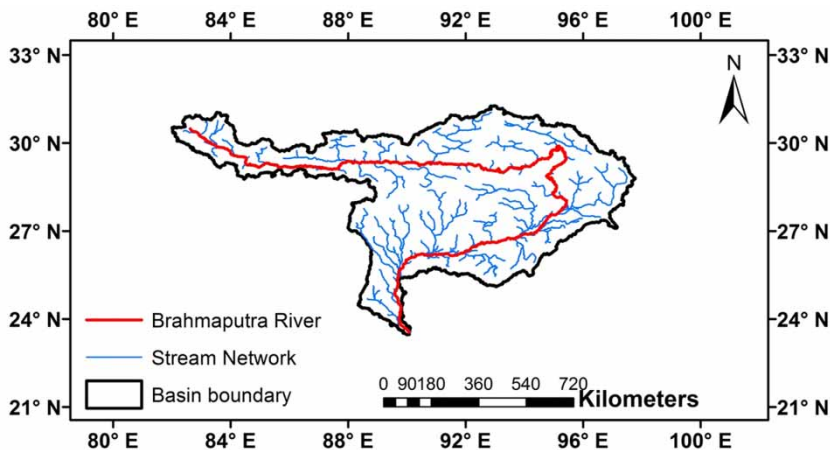 80° E 84° E 88° E 92° E 96° E 100° E
33° N 33° N
N
30° N 30° N
27° N 27° N
24° N 24° N
Brahmaputra River
Stream Network
Basin boundary
0 90180 360 540 720
Kilometers
21° N 21° N
80° E 84° E 88° E 92° E 96° E 100° E